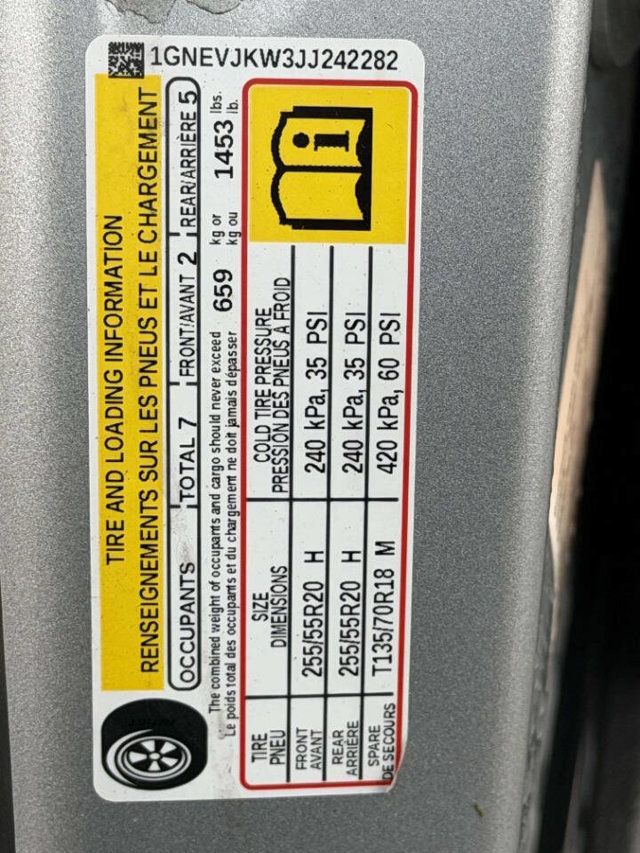 1GNEVJKW3JJ242282
TIRE AND LOADING INFORMATION
RENSEIGNEMENTS SUR LES PNEUS ET LE CHARGEMENT
OCCUPANTS TOTAL 7 FRONT/AVANT 2 REAR/ARRIÈRE 5
The combined weight of occupants and cargo should never exceed 659 kg or 1453 lbs.
Le poids total des occupants et du chargement ne doit jamais dépasser kg ou lb.
TIRE SIZE COLD TIRE PRESSURE
PNEU DIMENSIONS PRESSION DES PNEUS À FROID
FRONT
AVANT 255/55R20 H 240 kPa, 35 PSI
REAR
ARRIÈRE 255/55R20 H 240 kPa, 35 PSI
SPARE
DE SECOURS T135/70R18 M 420 kPa, 60 PSI